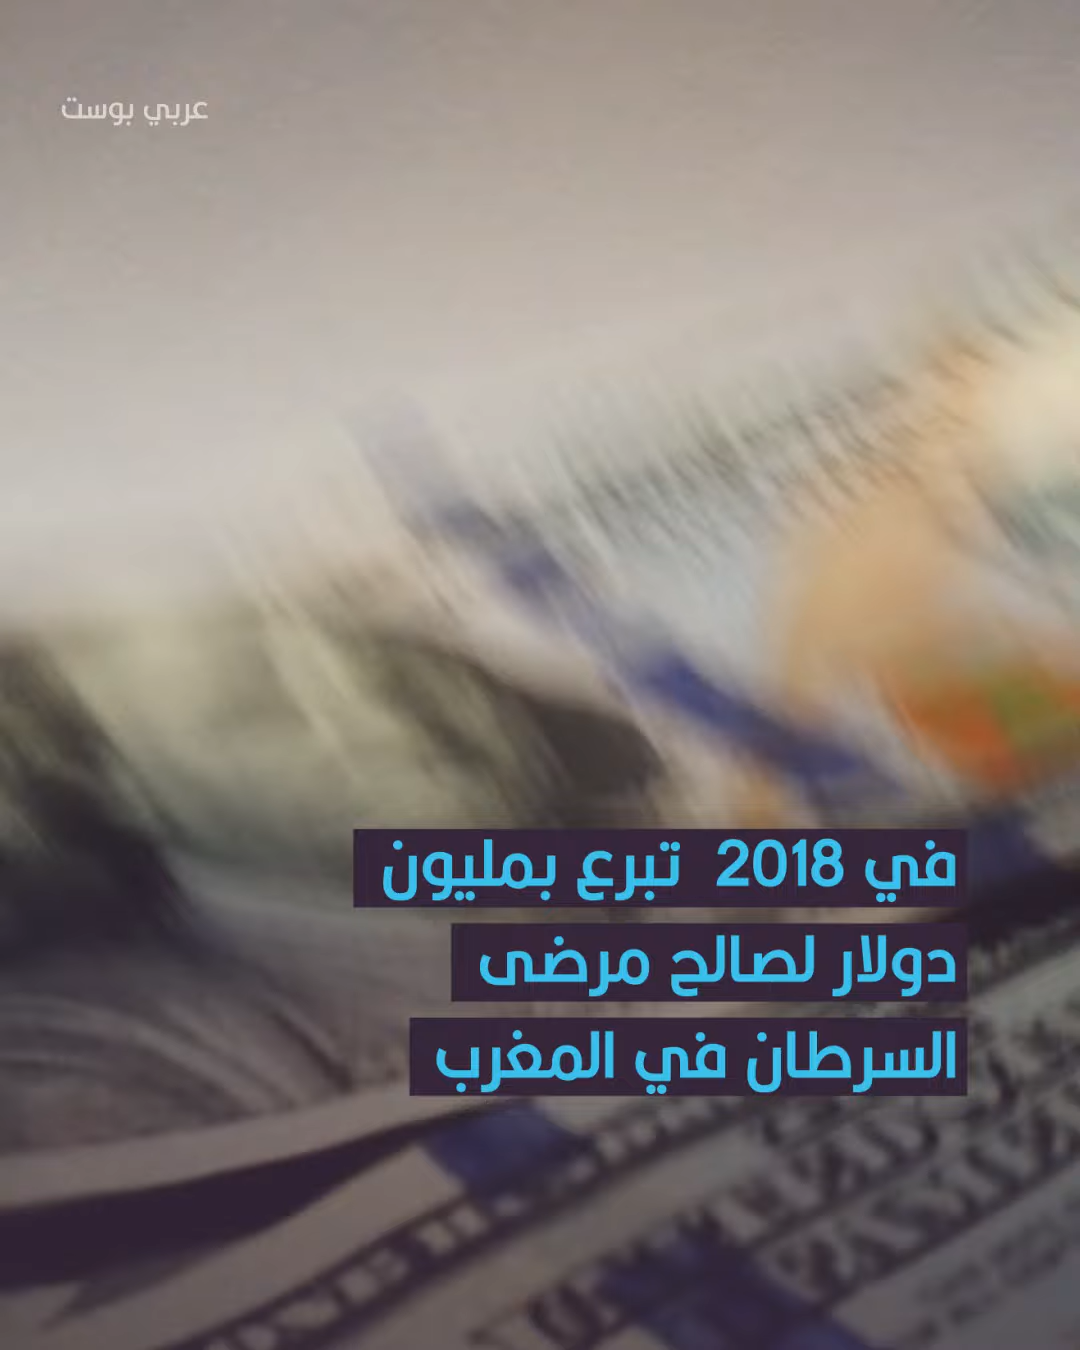 عربي بوست
في 2018 تبرع بمليون
دولار لصالح مرضى
السرطان في المغرب